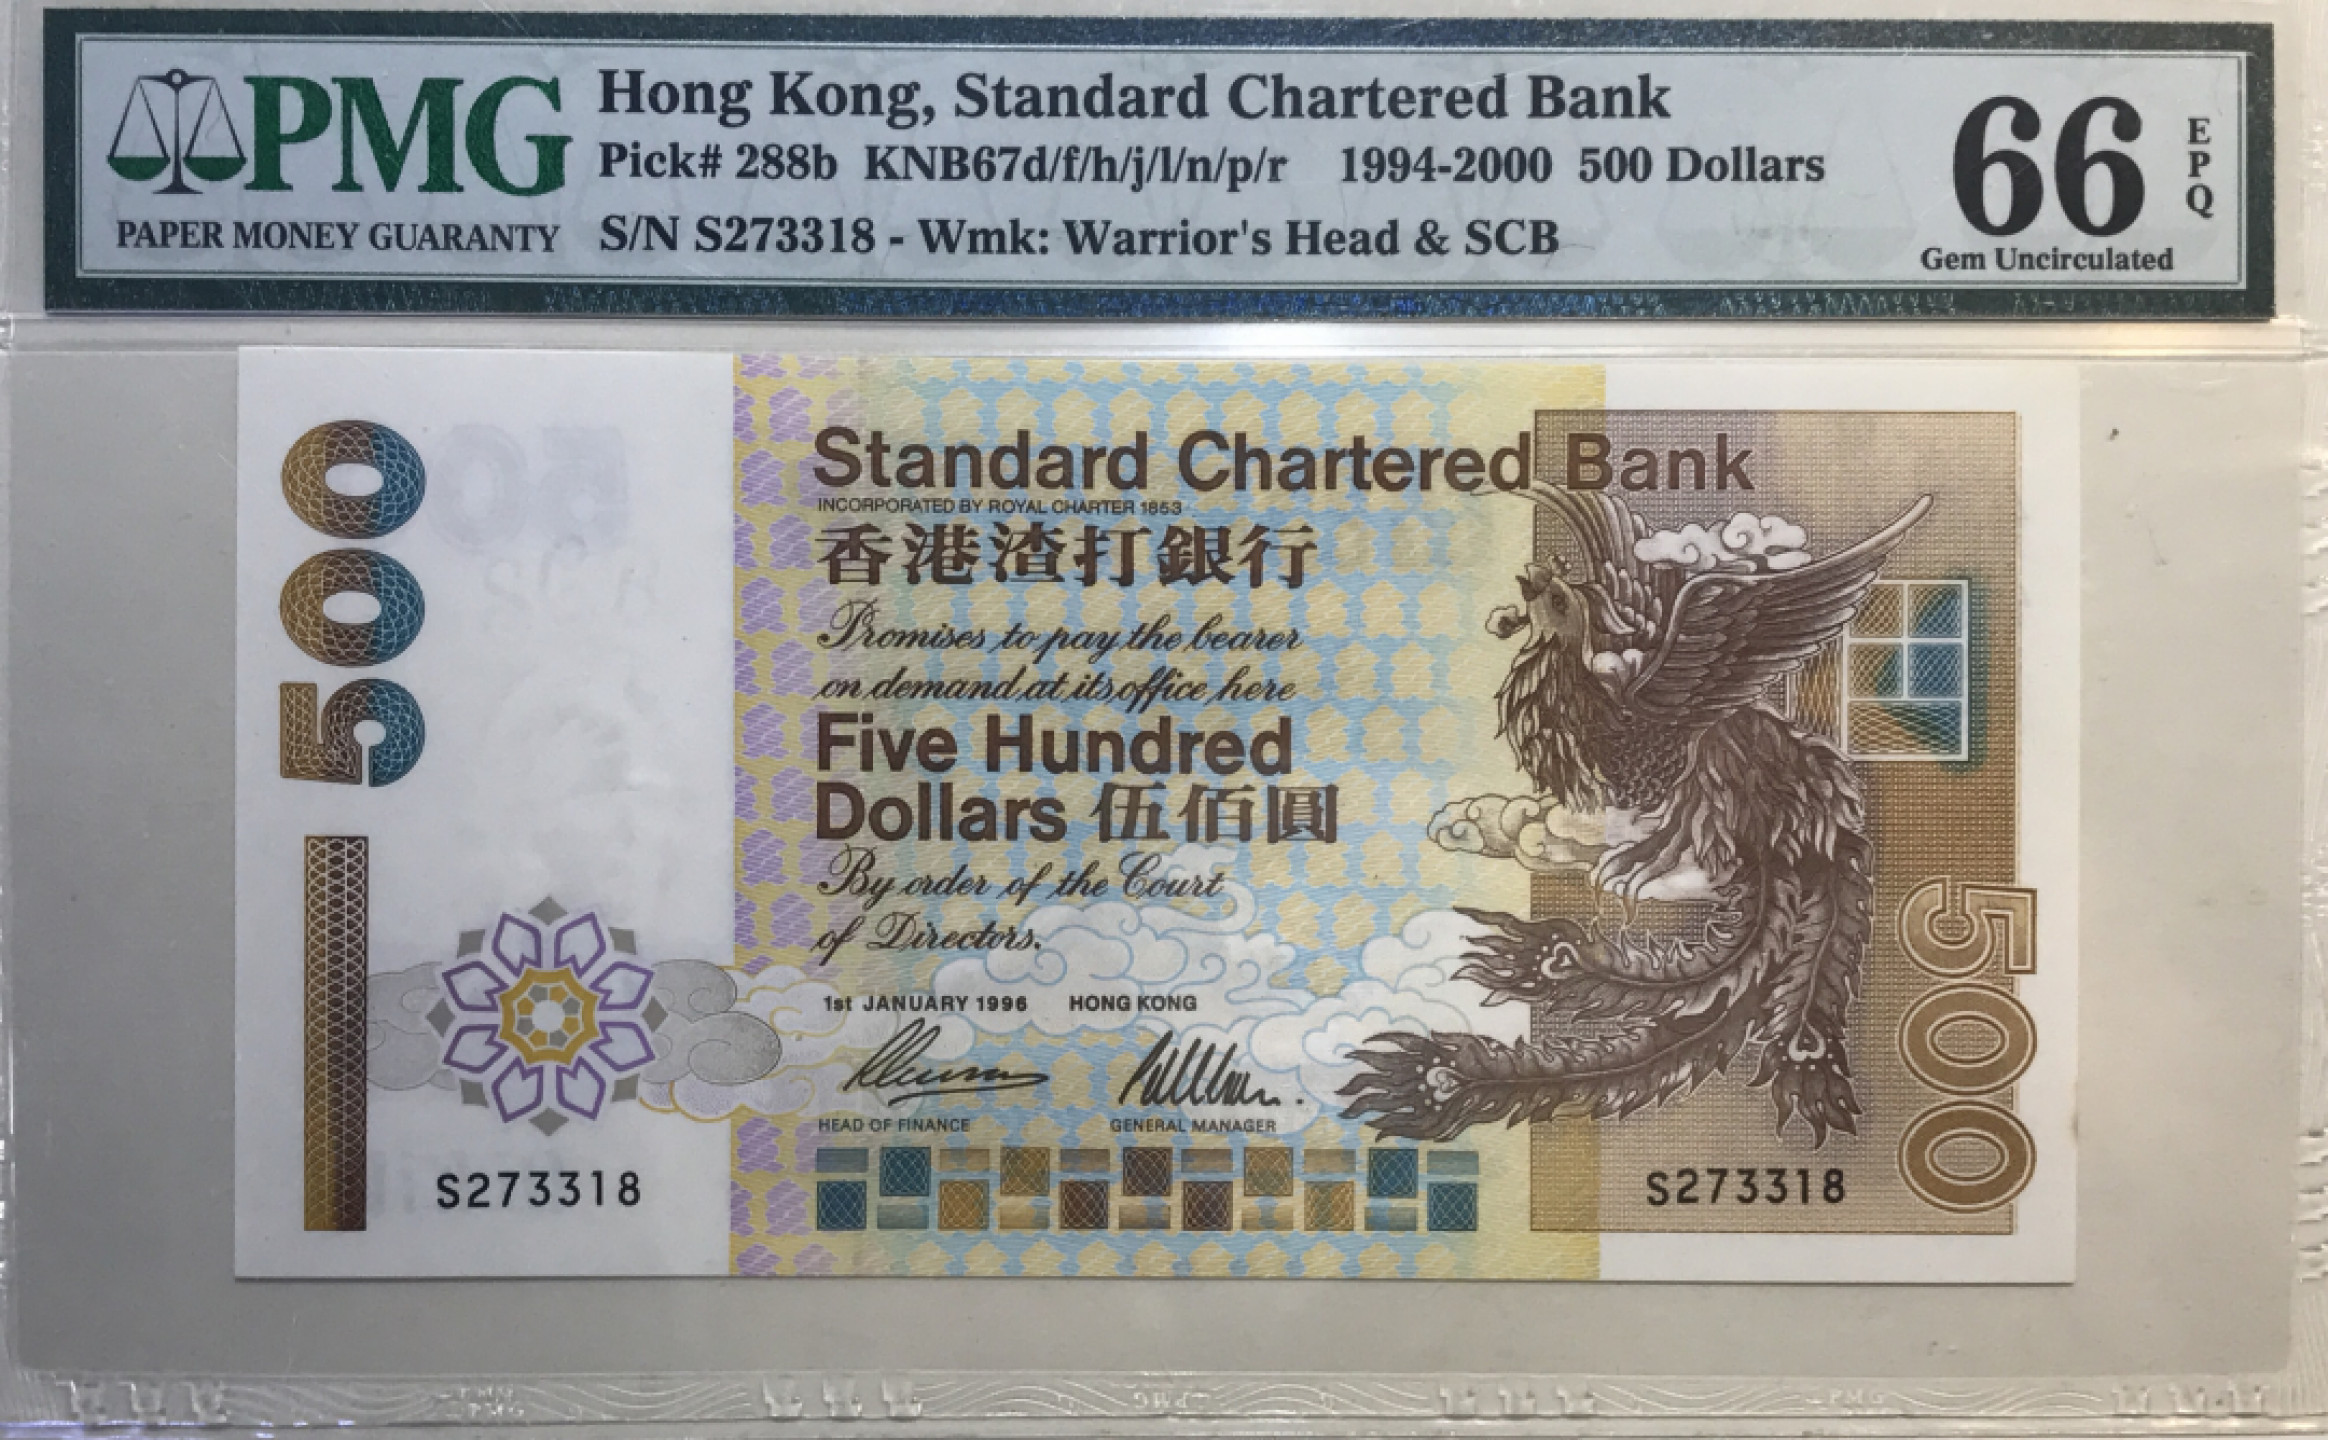 PMG
PAPER MONEY GUARANTY
Hong Kong, Standard Chartered Bank
Pick# 288b KNB67d/f/h/j/l/n/p/r 1994-2000 500 Dollars
S/N S273318 - Wmk: Warrior's Head & SCB
66
EPQ
Gem Uncirculated
500
Standard Chartered Bank
INCORPORATED BY ROYAL CHARTER 1853
香港渣打銀行
Promises to pay the bearer
on demand at its office here
Five Hundred
Dollars 伍佰圓
By order of the Court
of Directors.
1st JANUARY 1996 HONG KONG
HEAD OF FINANCE GENERAL MANAGER
S273318
S273318
500